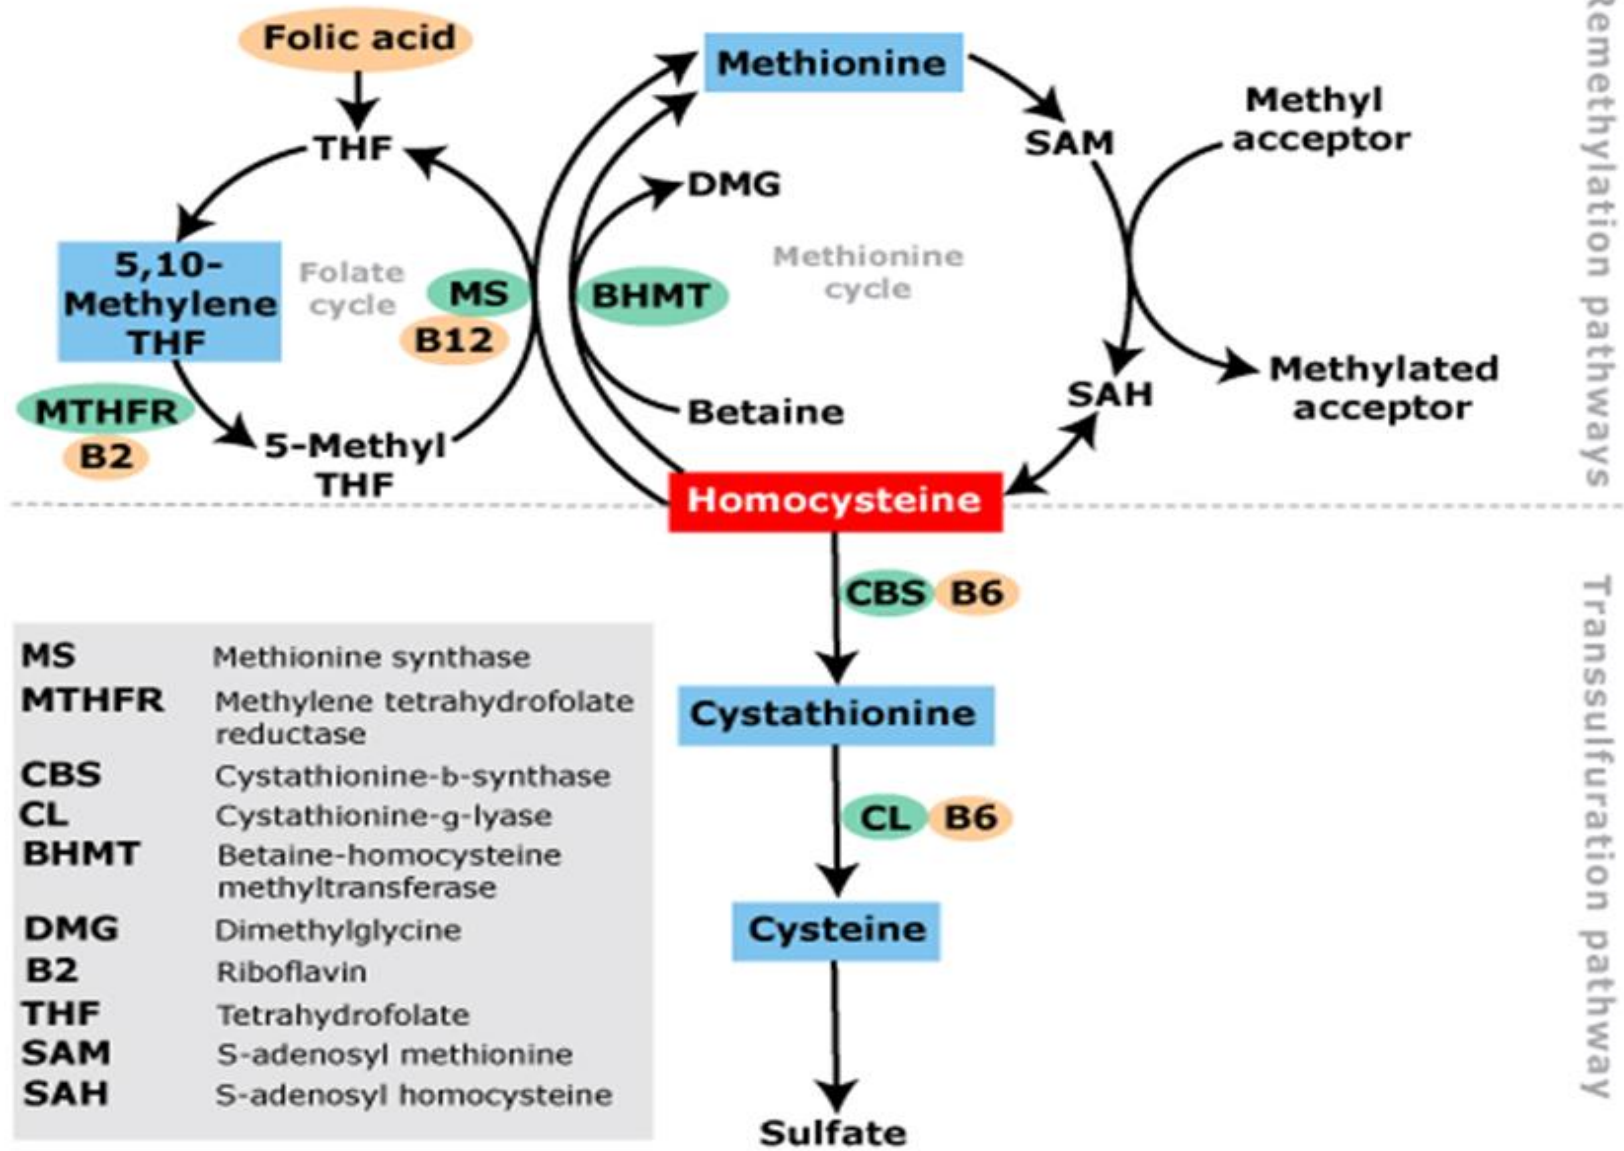 Folic acid
THF
5,10-
Methylene
THF
Folate
cycle
MS
B12
MTHFR
B2
5-Methyl
THF
Methionine
DMG
BHMT
Methionine
cycle
Betaine
SAM
Methyl
acceptor
SAH
Methylated
acceptor
Homocysteine
Remethylation pathways
CBS B6
Cystathionine
CL B6
Cysteine
Sulfate
Transsulfuration pathway
MS Methionine synthase
MTHFR Methylene tetrahydrofolate
reductase
CBS Cystathionine-b-synthase
CL Cystathionine-g-lyase
BHMT Betaine-homocysteine
methyltransferase
DMG Dimethylglycine
B2 Riboflavin
THF Tetrahydrofolate
SAM S-adenosyl methionine
SAH S-adenosyl homocysteine